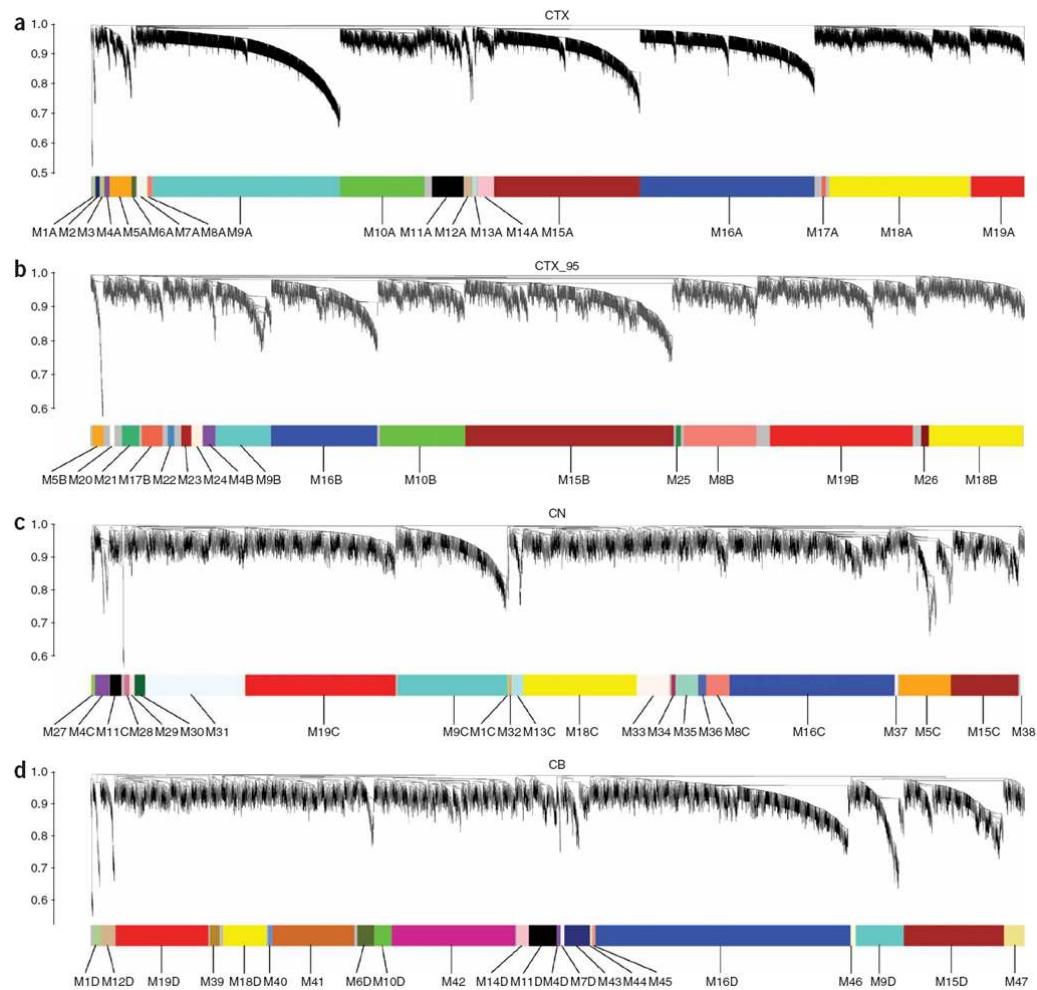 a
CTX
1.0
0.9
0.8
0.7
0.6
0.5
M1A M2 M3 M4A M5A M6A M7A M8A M9A M10A M11A M12A M13A M14A M15A M16A M17A M18A M19A
b
CTX_95
1.0
0.9
0.8
0.7
0.6
M5B M20 M21 M17B M22 M23 M24 M4B M9B M16B M10B M15B M25 M8B M19B M26 M18B
c
CN
1.0
0.9
0.8
0.7
0.6
M27 M4C M11C M28 M29 M30 M31 M19C M9C M1C M32 M13C M18C M33 M34 M35 M36 M8C M16C M37 M5C M15C M38
d
CB
1.0
0.9
0.8
0.7
0.6
M1D M12D M19D M39 M18D M40 M41 M6D M10D M42 M14D M11D M4D M7D M43 M44 M45 M16D M46 M9D M15D M47